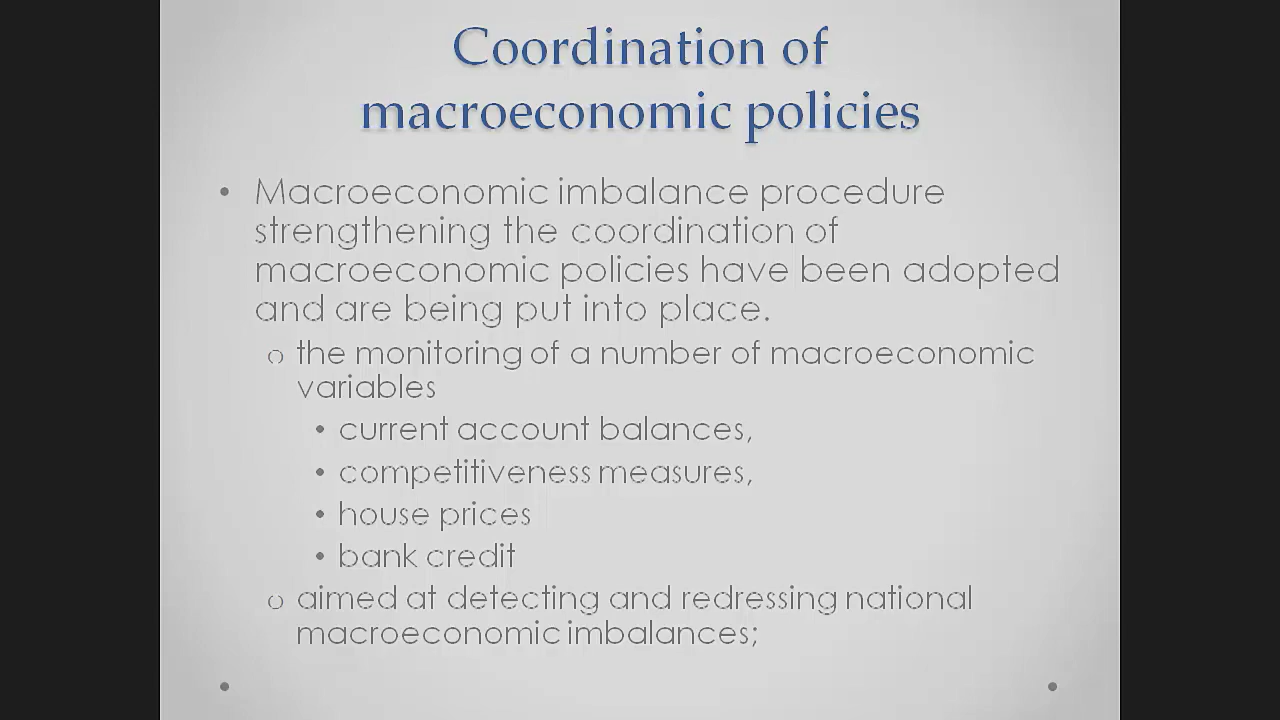 Coordination of
macroeconomic policies
• Macroeconomic imbalance procedure
strengthening the coordination of
macroeconomic policies have been adopted
and are being put into place.
o the monitoring of a number of macroeconomic
variables
• current account balances,
• competitiveness measures,
• house prices
• bank credit
o aimed at detecting and redressing national
macroeconomic imbalances;